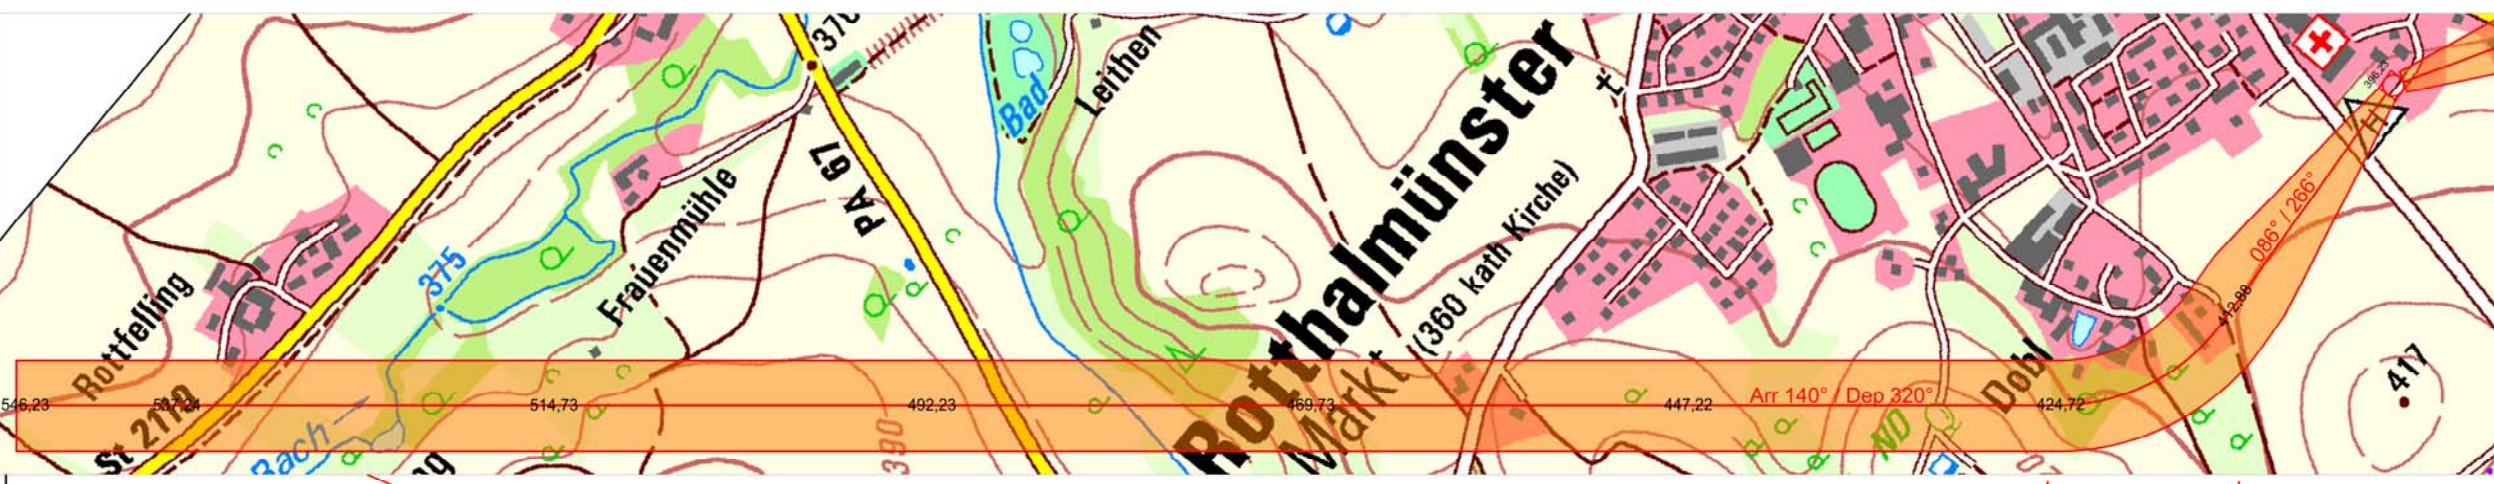 370
Bad
Leithen
PA 67
Frauenmühle
375
Rottfelling
St 2110
Bach
390
Rotthalmünster
Markt
(360 kath Kirche)
396,23
H
086° / 266°
412,88
Dobl
ND
417
Arr 140° / Dep 320°
546,23
537,24
514,73
492,23
469,73
447,22
424,72